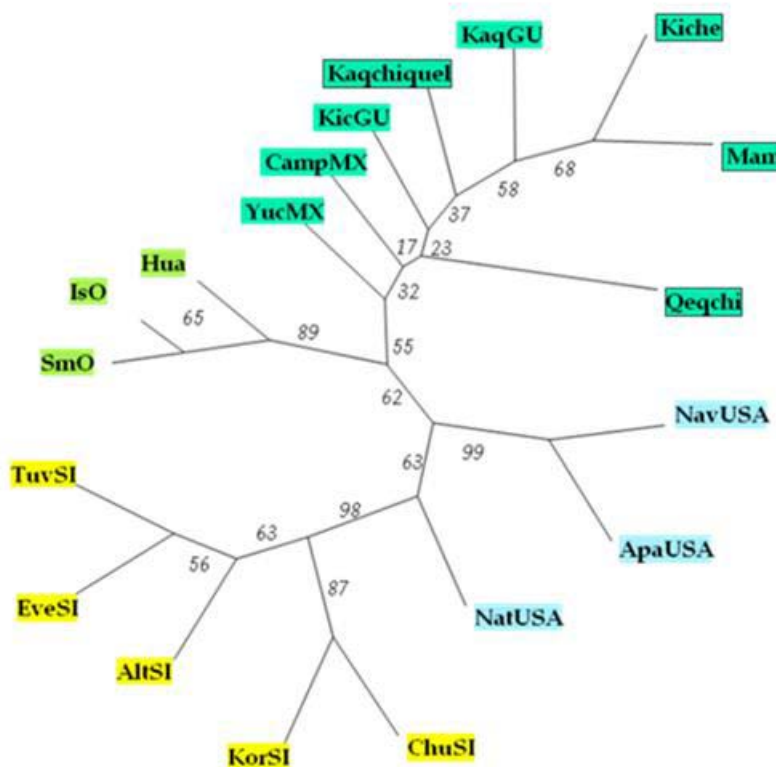 KaqGU
Kiche
Kaqchiquel
KicGU
CampMX
Mam
68
58
37
YucMX
17
23
Hua
IsO
Qeqchi
32
65
89
55
SmO
62
NavUSA
99
63
TuvSI
98
63
ApaUSA
56
87
EveSI
NatUSA
AltSI
KorSI
ChuSI